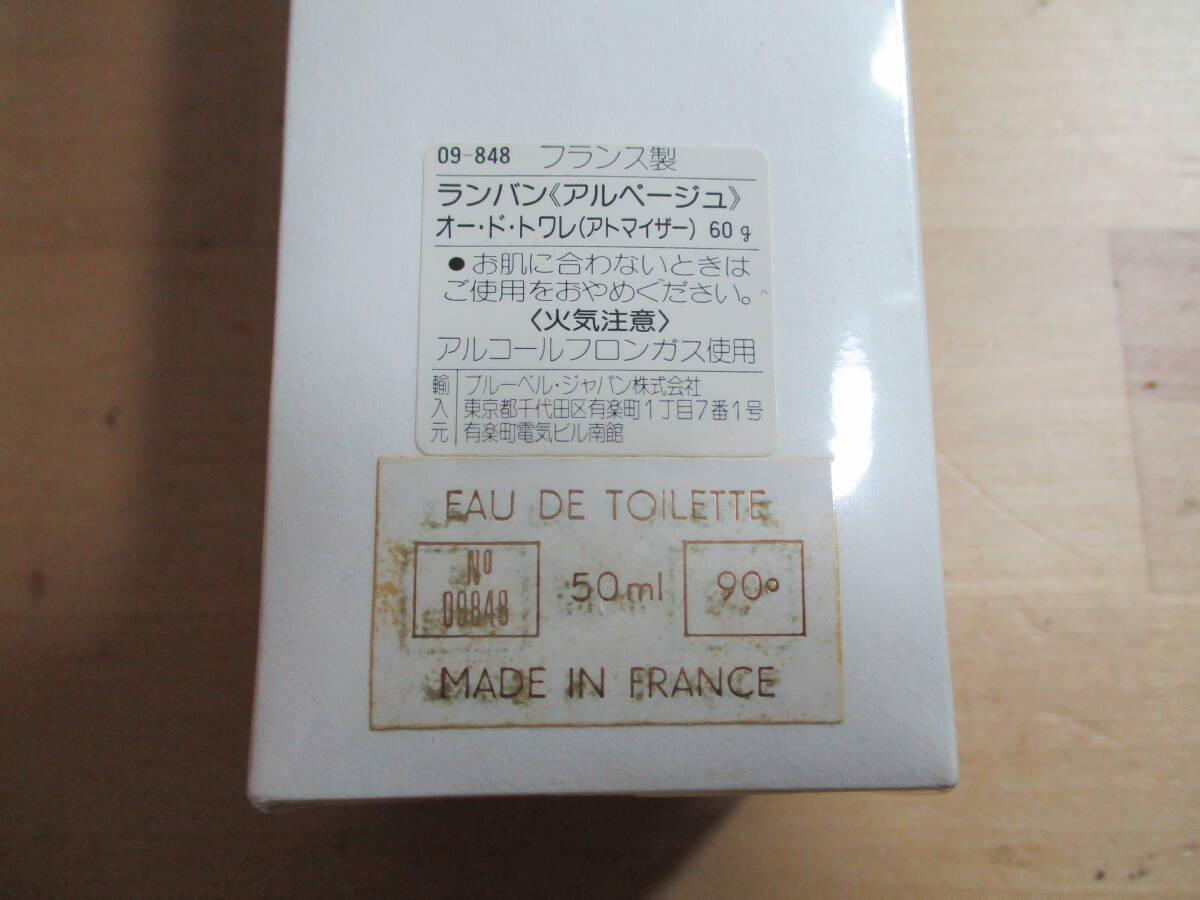 09-848 フランス製
ランバン《アルページュ》
オー・ド・トワレ(アトマイザー) 60g
●お肌に合わないときは
ご使用をおやめください。
〈火気注意〉
アルコールフロンガス使用
輸入元
ブルーベル・ジャパン株式会社
東京都千代田区有楽町1丁目7番1号
有楽町電気ビル南館
EAU DE TOILETTE
Nº
09848
50ml
90º
MADE IN FRANCE